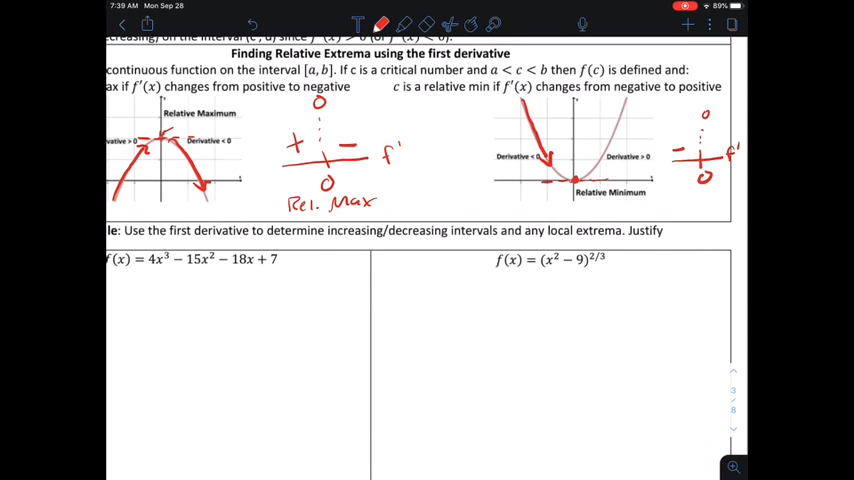 7:39 AM Mon Sep 28
89%
Finding Relative Extrema using the first derivative
continuous function on the interval [a, b]. If c is a critical number and a < c < b then f(c) is defined and:
ax if f'(x) changes from positive to negative
c is a relative min if f'(x) changes from negative to positive
Relative Maximum
vative > 0
Derivative < 0
0
+ − f'
0
Rel. Max
Derivative < 0
Derivative > 0
Relative Minimum
0
− f'
0
le: Use the first derivative to determine increasing/decreasing intervals and any local extrema. Justify
f(x) = 4x³ − 15x² − 18x + 7
f(x) = (x² − 9)^{2/3}
3
/
8